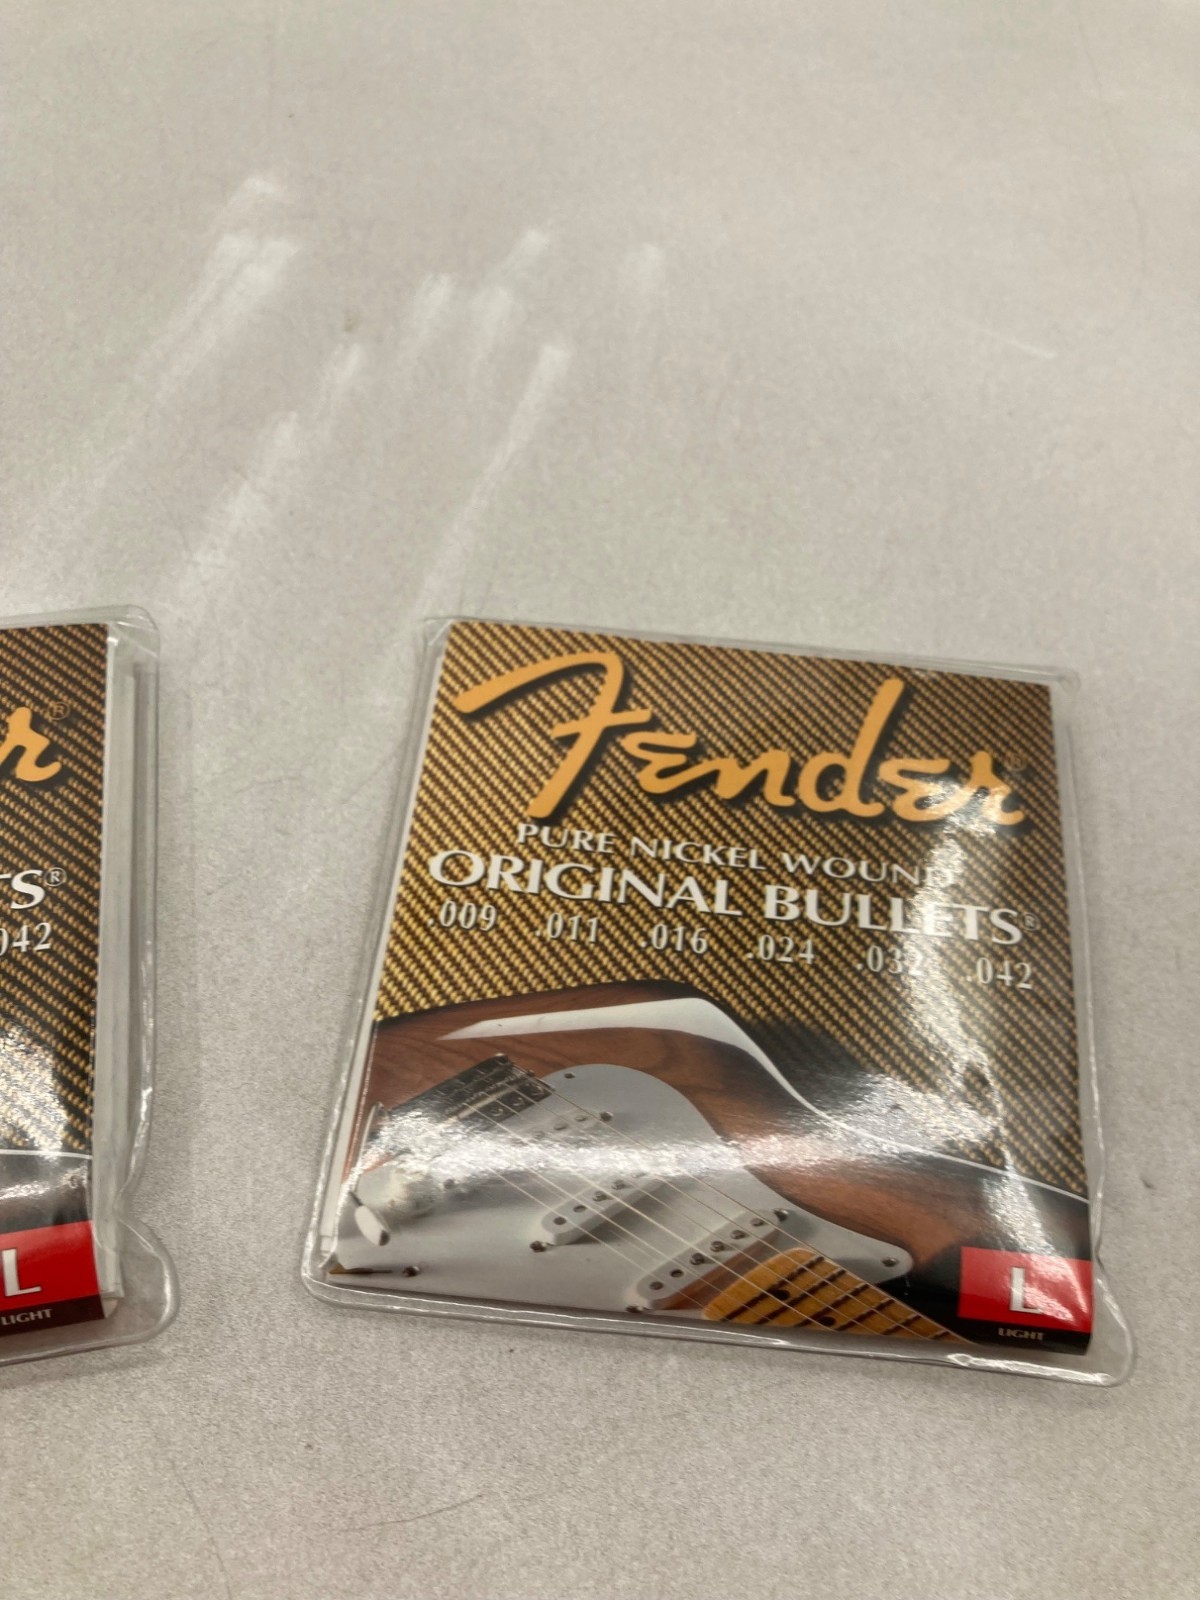 r®
TS®
042
L
LIGHT
Fender®
PURE NICKEL WOUND
ORIGINAL BULLETS®
.009 .011 .016 .024 .032 .042
L
LIGHT